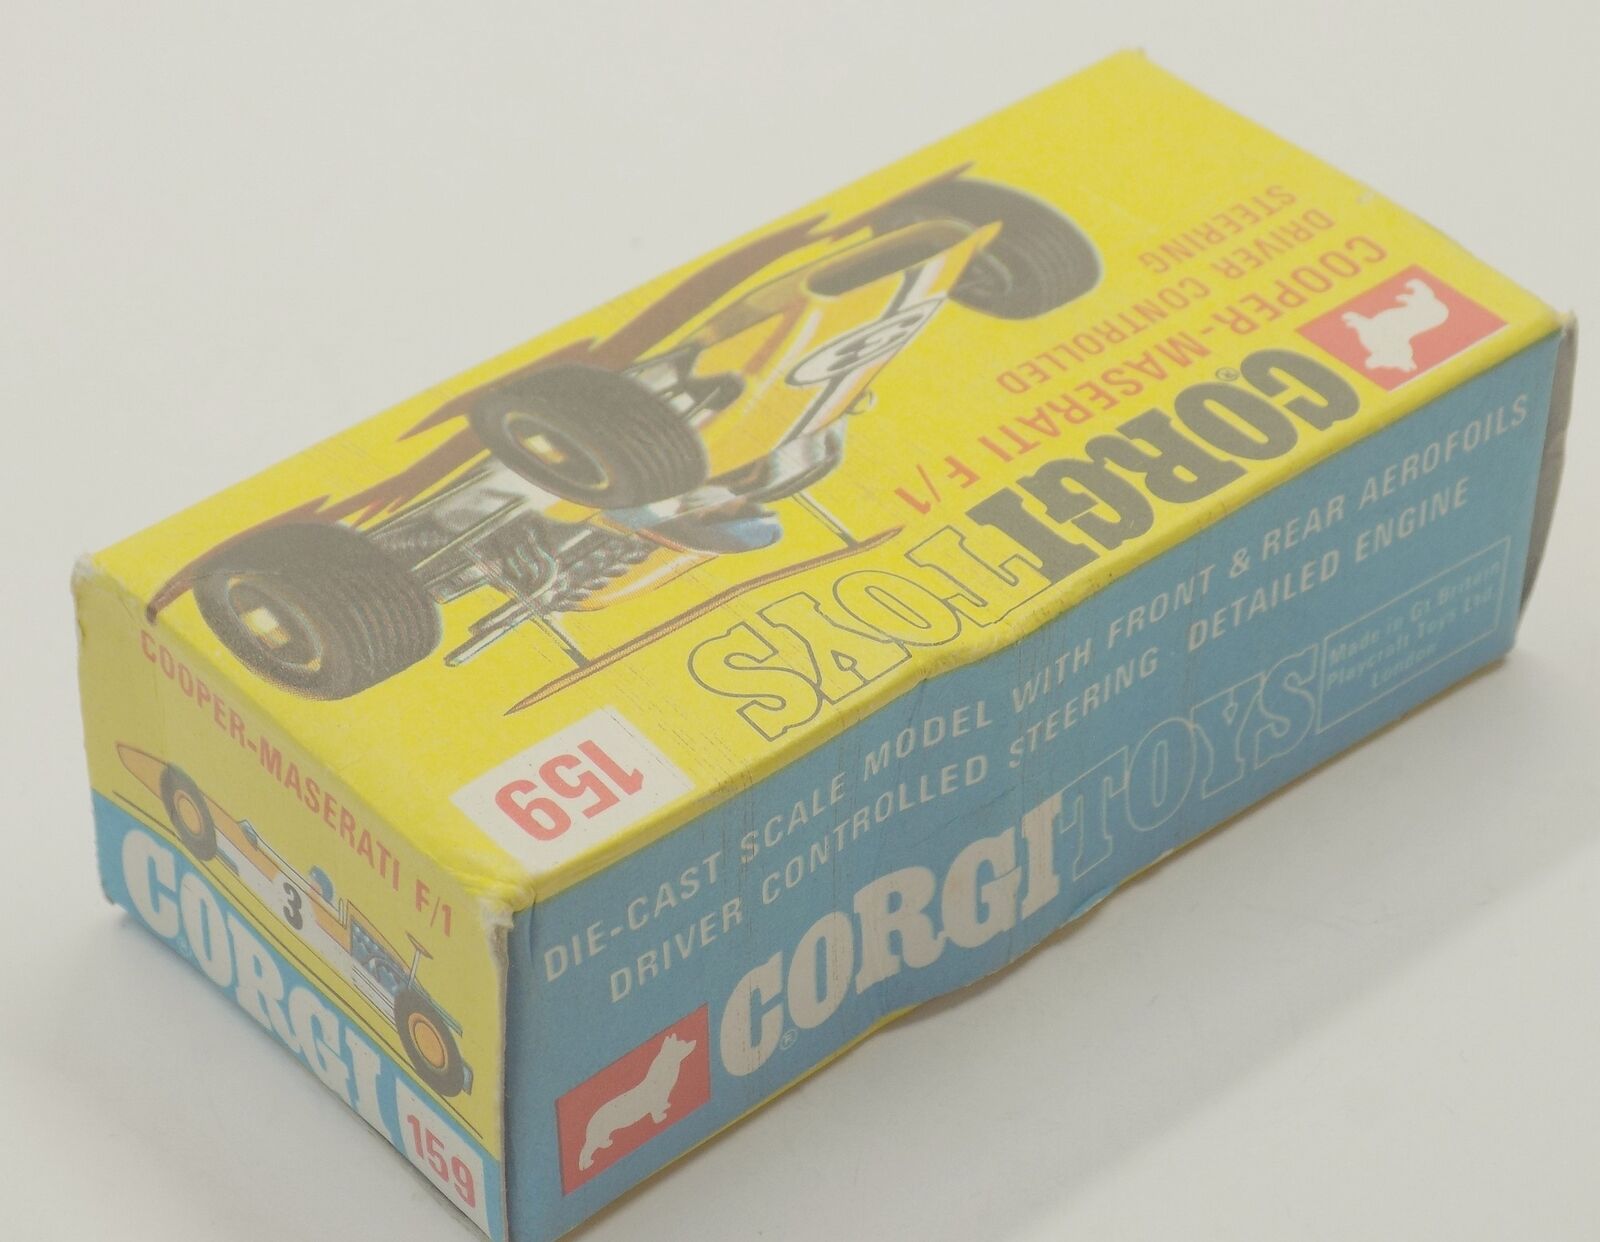 COOPER-MASERATI F/1
DRIVER CONTROLLED
STEERING
CORGI TOYS
®
159
3
DIE-CAST SCALE MODEL WITH FRONT & REAR AEROFOILS
DRIVER CONTROLLED STEERING DETAILED ENGINE
CORGI TOYS
®
Made in Gt Britain
Playcraft Toys Ltd.
London
COOPER-MASERATI F/1
3
CORGI
®
159